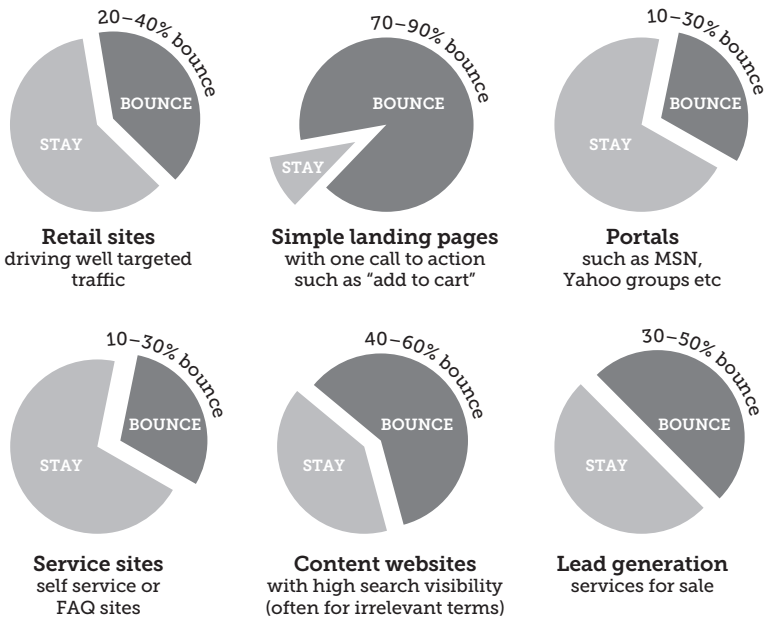 20–40% bounce
BOUNCE
STAY
Retail sites
driving well targeted
traffic
70–90% bounce
BOUNCE
STAY
Simple landing pages
with one call to action
such as “add to cart”
10–30% bounce
BOUNCE
STAY
Portals
such as MSN,
Yahoo groups etc
10–30% bounce
BOUNCE
STAY
Service sites
self service or
FAQ sites
40–60% bounce
BOUNCE
STAY
Content websites
with high search visibility
(often for irrelevant terms)
30–50% bounce
BOUNCE
STAY
Lead generation
services for sale